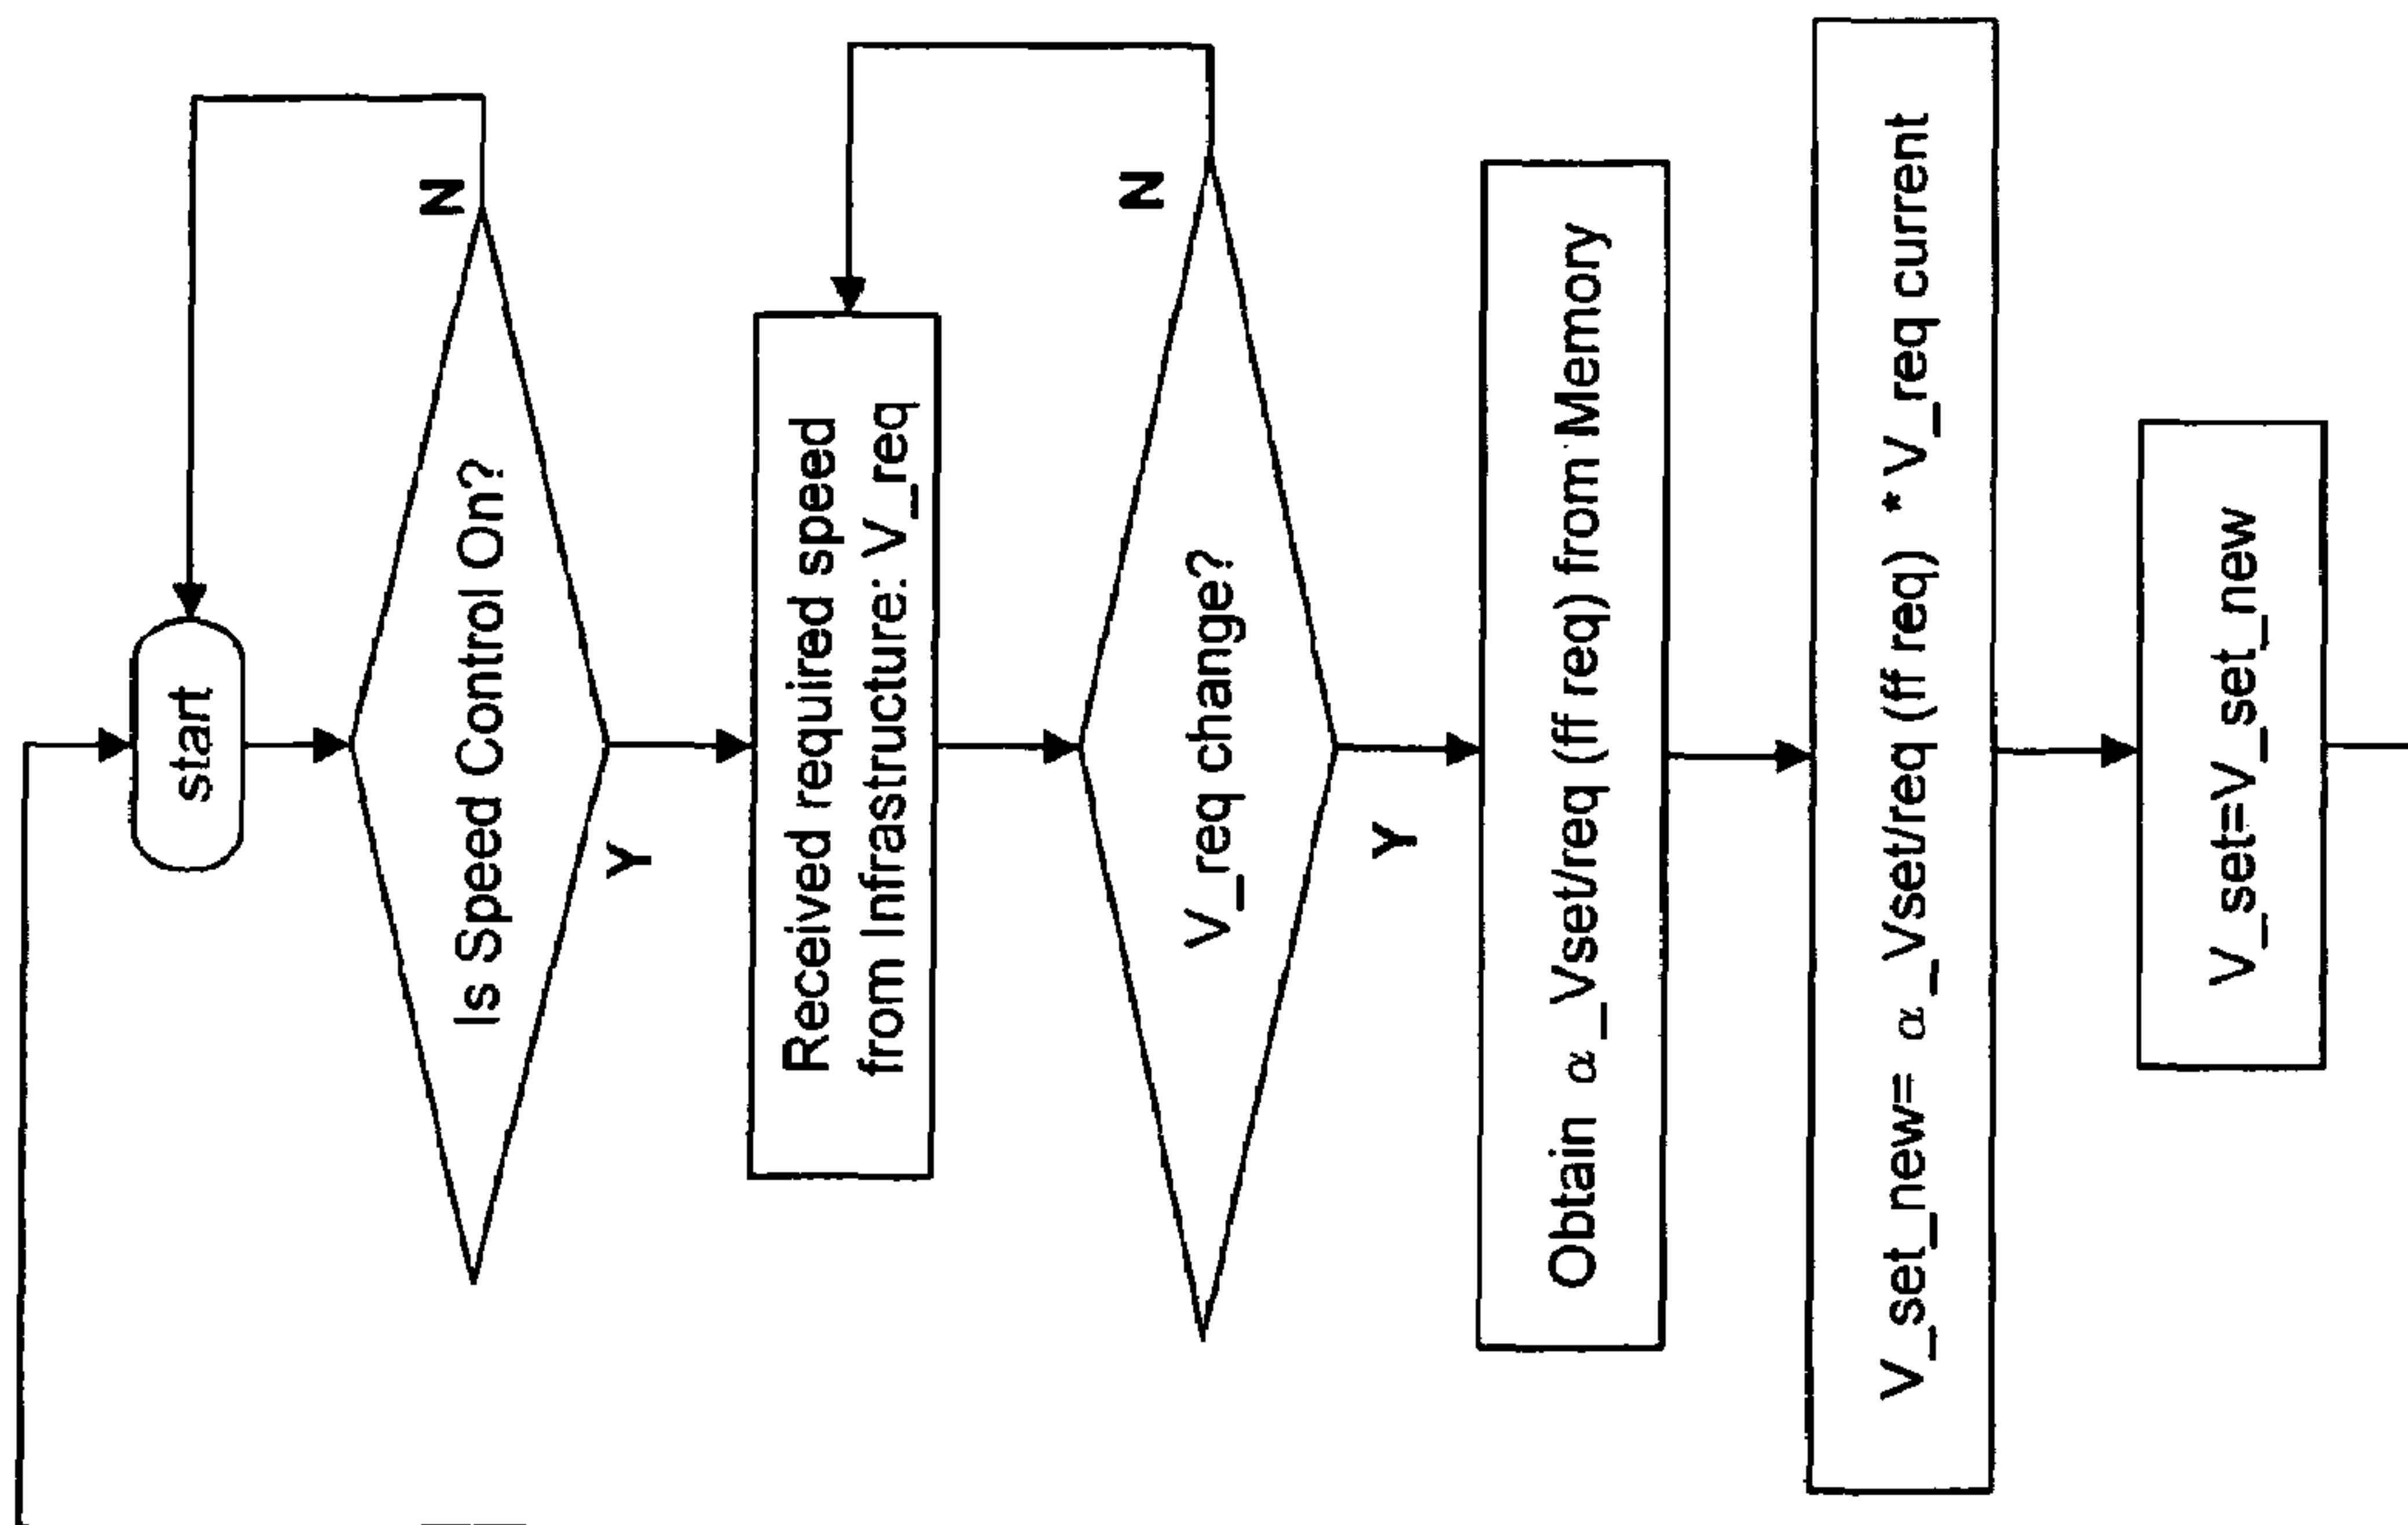 start
Is Speed Control On?
N
Y
Received required speed
from Infrastructure: V_req
V_req change?
N
Y
Obtain α_Vset/req (ff req) from Memory
V_set_new= α_Vset/req (ff req) * V_req current
V_set=V_set_new